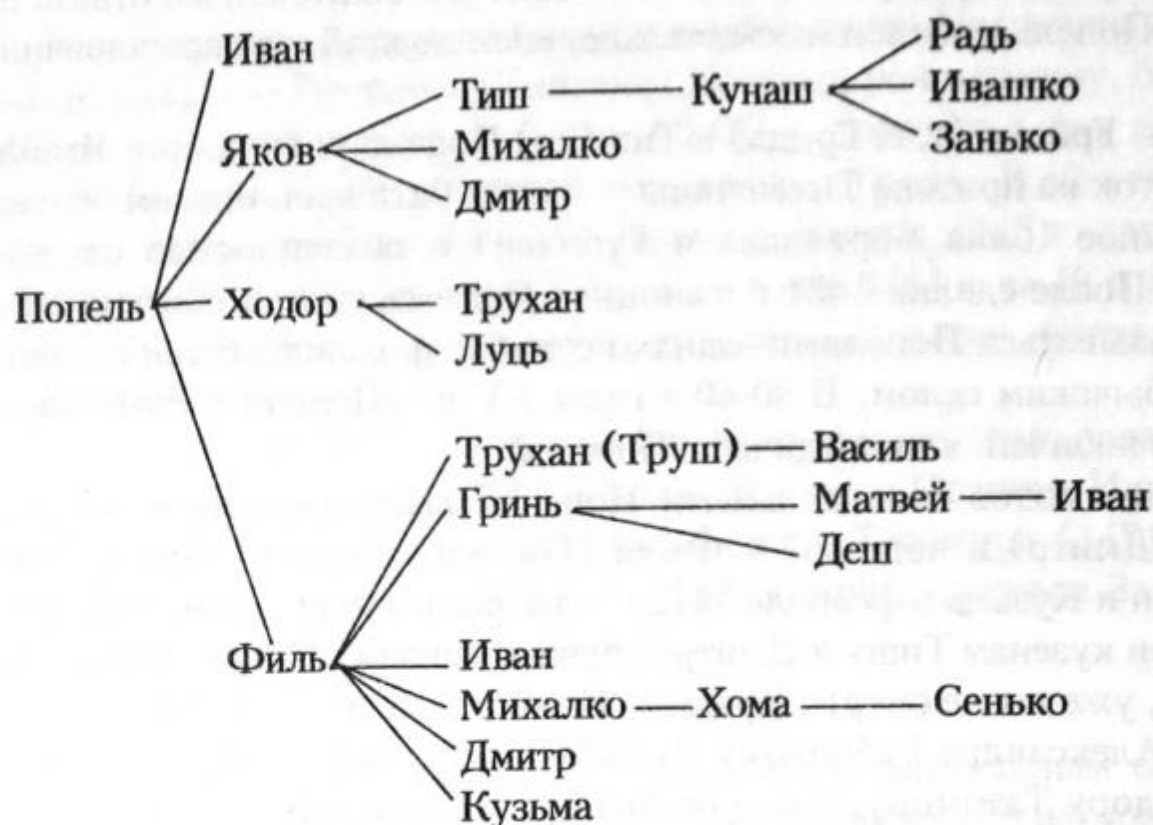 Иван
Радь
Тиш
Кунаш
Ивашко
Яков
Михалко
Занько
Дмитр
Попель
Ходор
Трухан
Луць
Трухан (Труш)
Василь
Гринь
Матвей
Иван
Деш
Филь
Иван
Михалко
Хома
Сенько
Дмитр
Кузьма